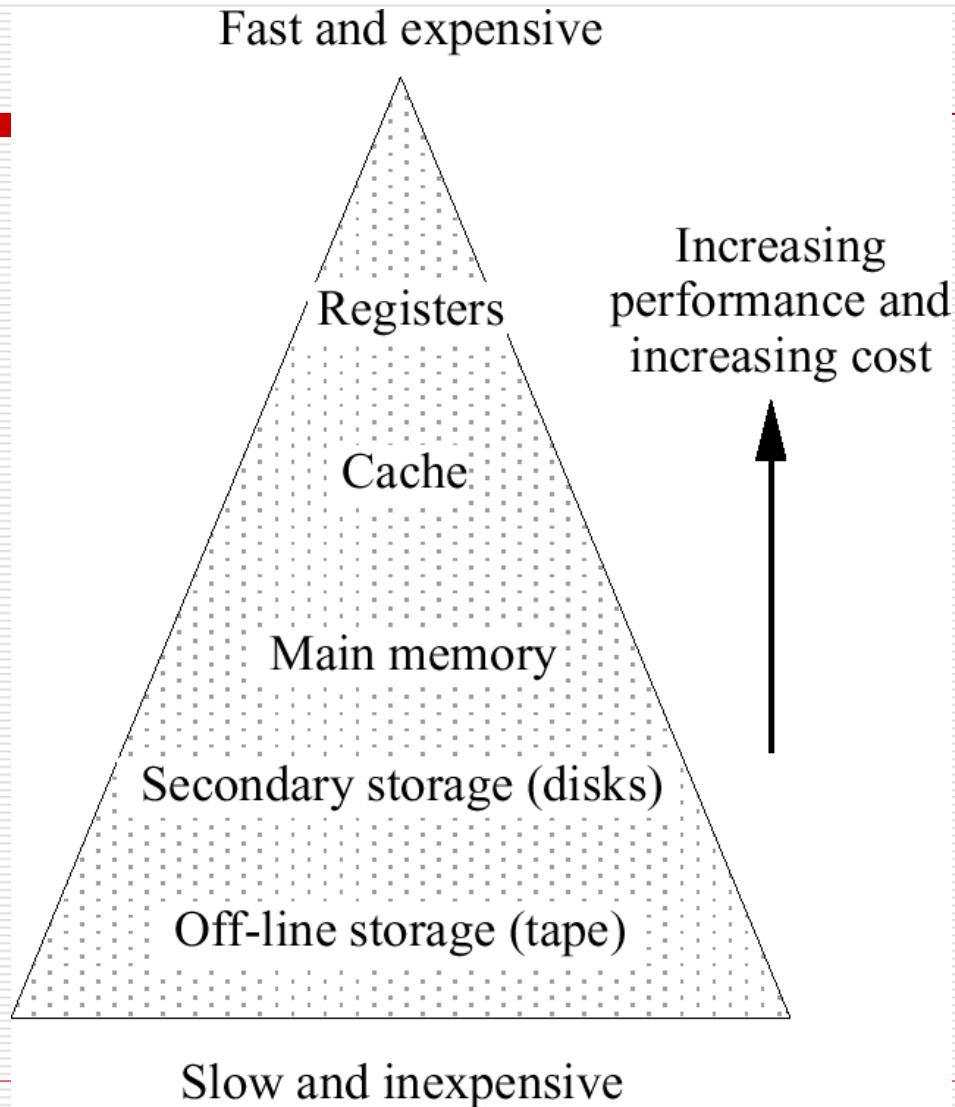 Fast and expensive
Increasing
performance and
increasing cost
Registers
Cache
Main memory
Secondary storage (disks)
Off-line storage (tape)
Slow and inexpensive